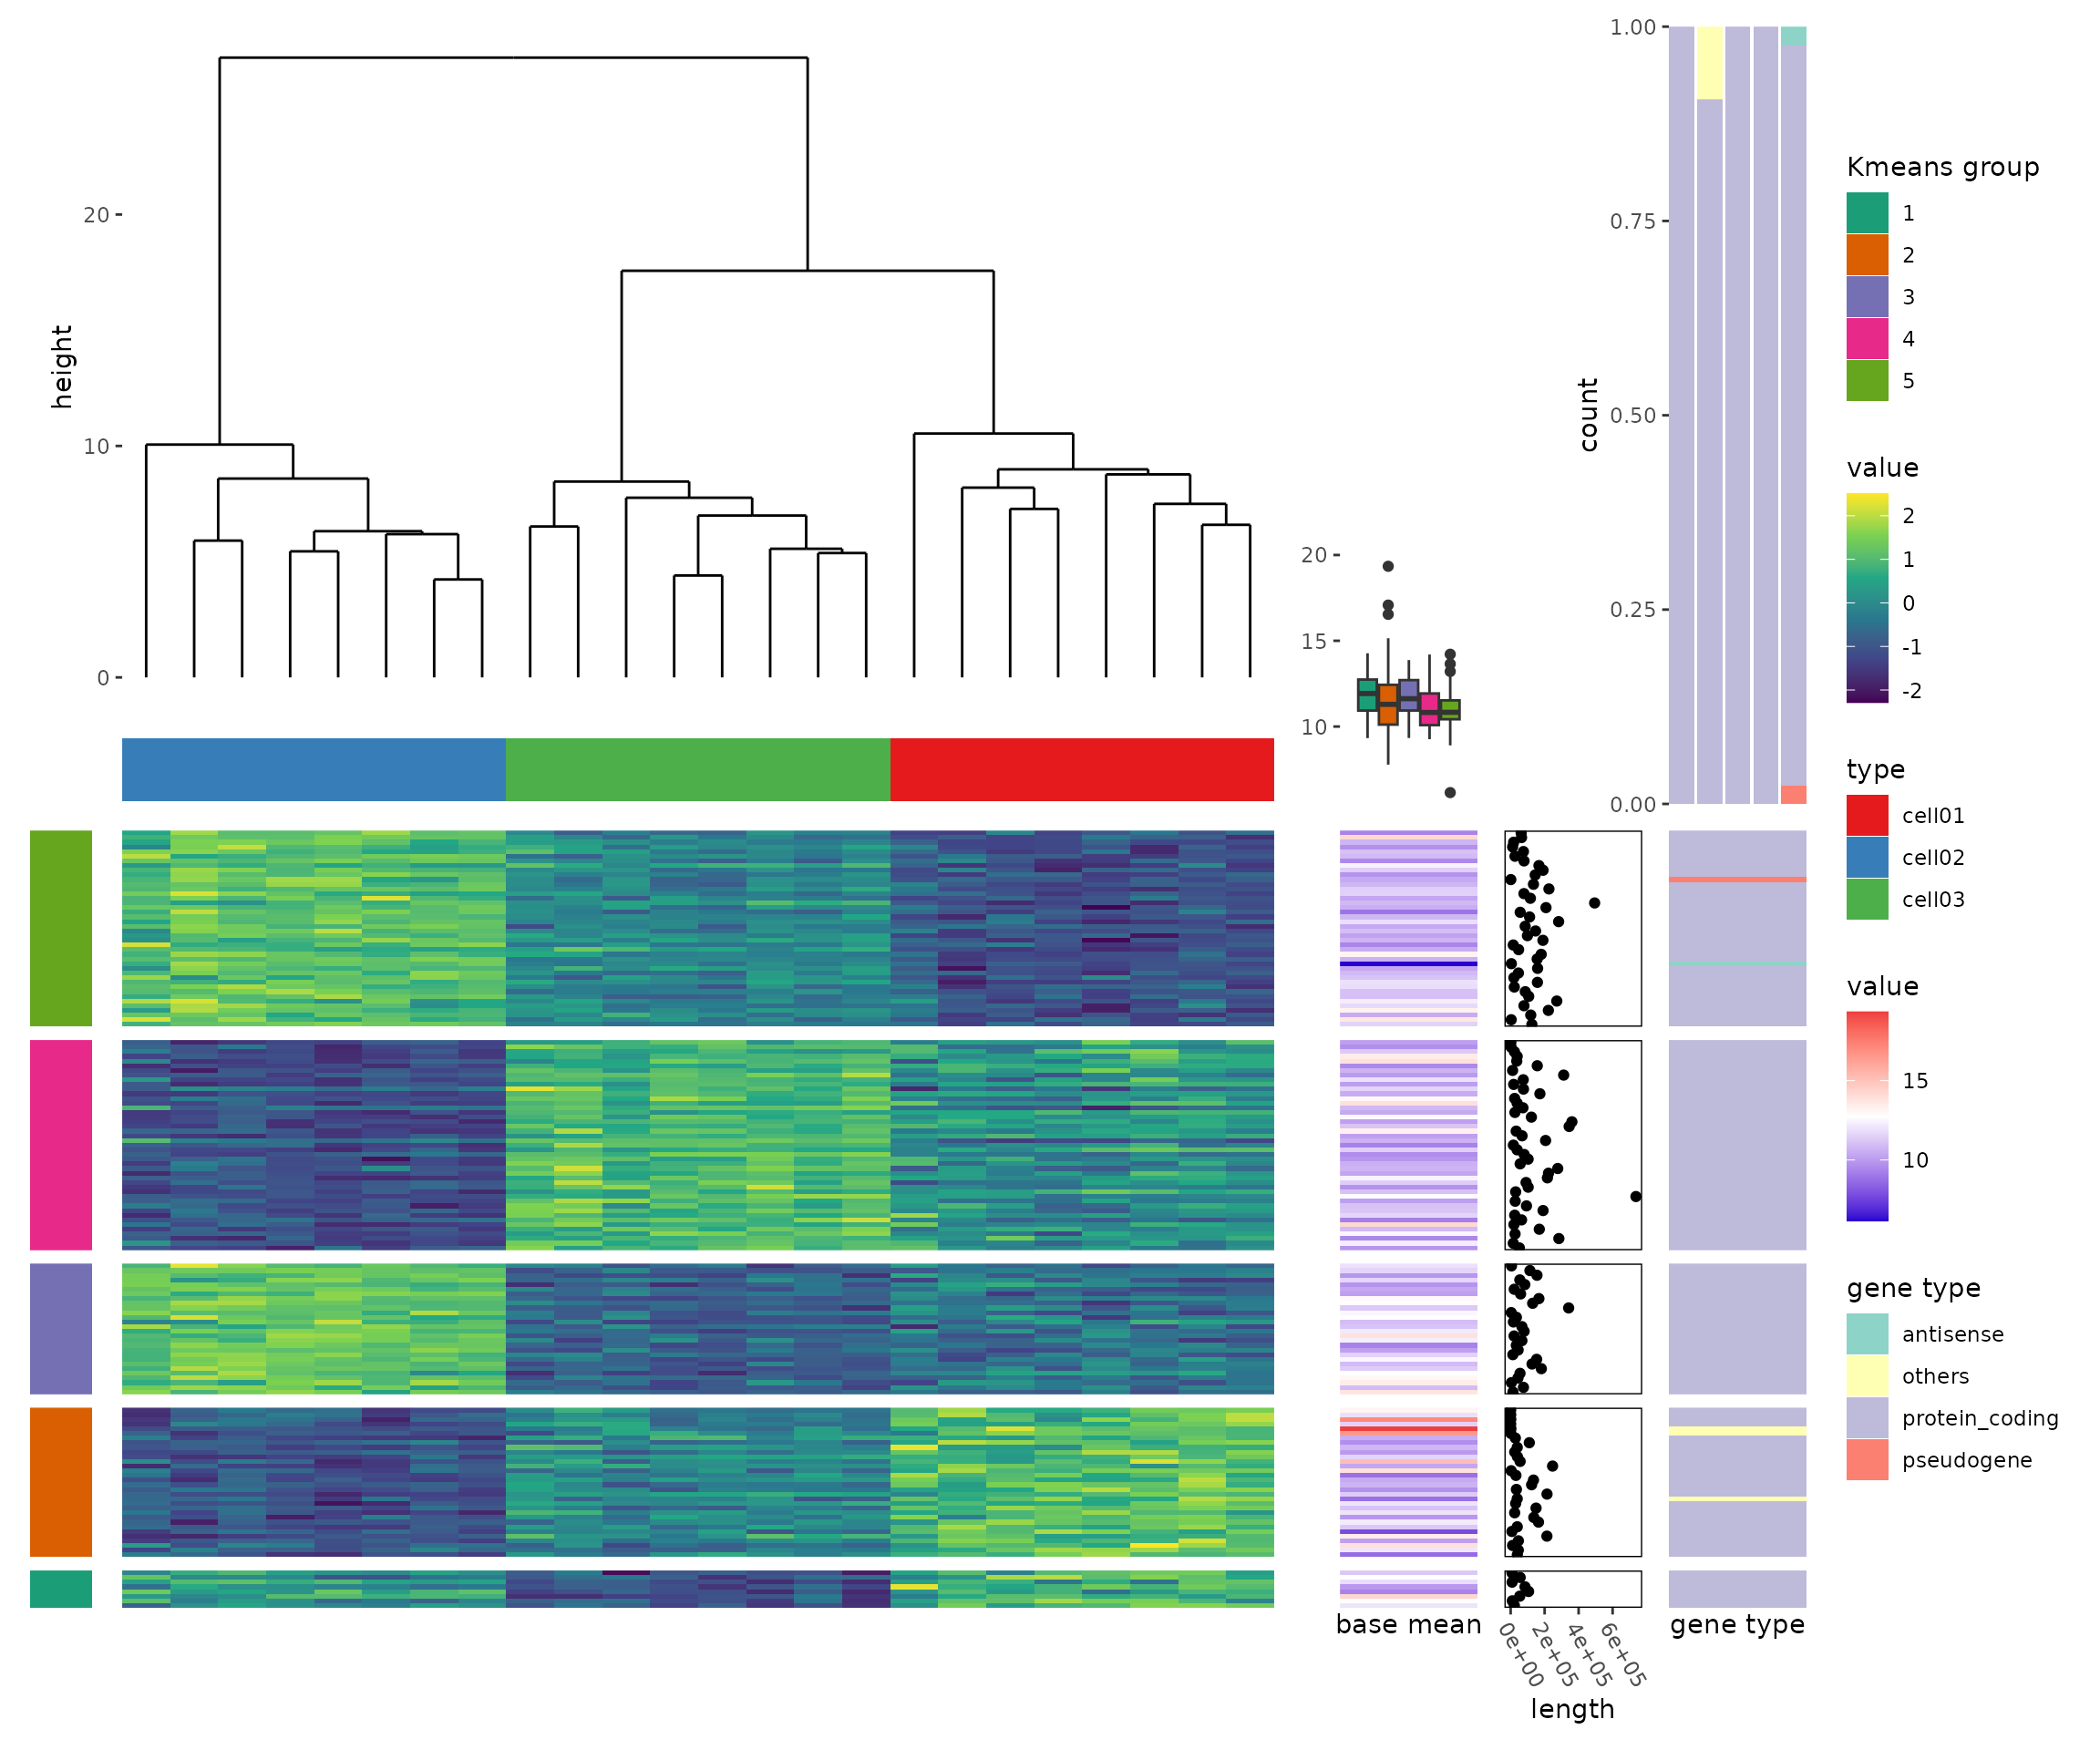 height
20
10
0
20
15
10
count
1.00
0.75
0.50
0.25
0.00
base mean
0e+00
2e+05
4e+05
6e+05
length
gene type
Kmeans group
1
2
3
4
5
value
2
1
0
-1
-2
type
cell01
cell02
cell03
value
15
10
gene type
antisense
others
protein_coding
pseudogene